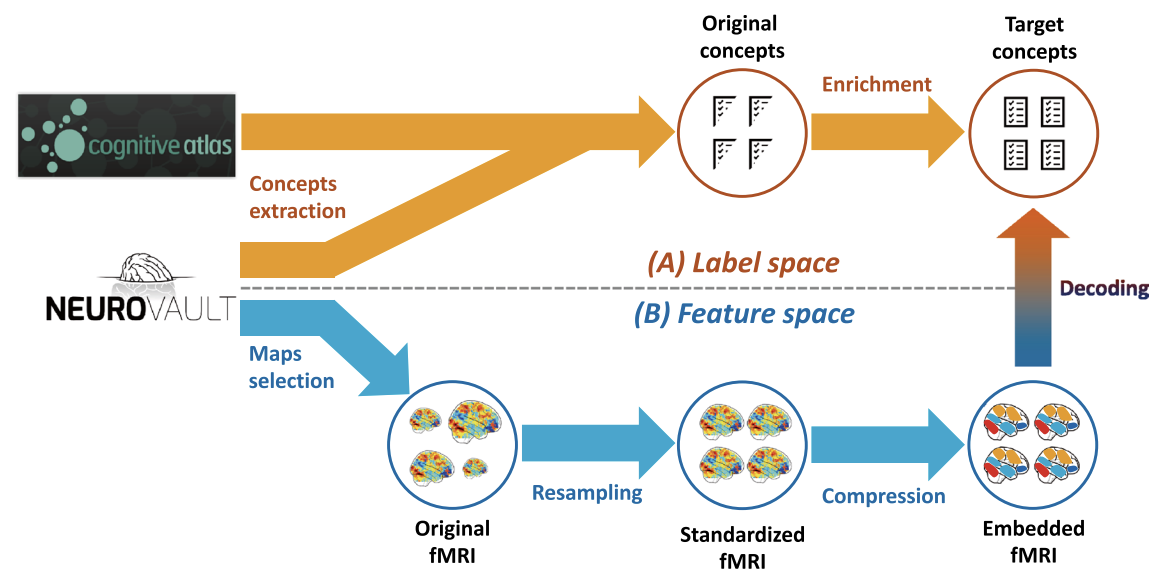 Original
concepts
Target
concepts
Enrichment
cognitive atlas
Concepts
extraction
(A) Label space
NEUROVAULT
Decoding
(B) Feature space
Maps
selection
Resampling
Compression
Original
fMRI
Standardized
fMRI
Embedded
fMRI